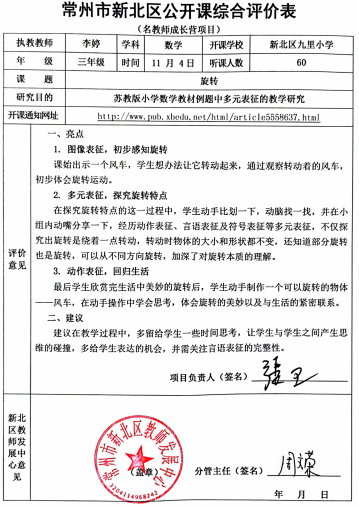 常州市新北区公开课综合评价表
（名教师成长营项目）
执教教师 李婷 学科 数学 开课学校 新北区九里小学
年 级 三年级 时间 11 月 4 日 听课人数 60
课 题 旋转
研究目的 苏教版小学数学教材例题中多元表征的教学研究
开课通知网址 http://www.pub.xbedu.net/html/article5558637.html
评价意见
一、亮点
1. 图像表征，初步感知旋转
课始出示一个风车，学生想办法让它转动起来，通过观察转动着的风车，
初步体会旋转运动。
2. 多元表征，探究旋转特点
在探究旋转特点的这一过程中，学生动手比划一下，动脑找一找，并在小
组内动嘴分享一下，经历动作表征、言语表征及符号表征等多元表征，不仅探
究出旋转是绕着一点转动，转动时物体的大小和形状都不变，还知道部分旋转
也是旋转，可以从不同方向旋转，加深了对旋转本质的理解。
3. 动作表征，回归生活
最后学生欣赏完生活中美妙的旋转后，学生动手制作一个可以旋转的物体
——风车，在动手操作中学会思考，体会旋转的美妙以及与生活的紧密联系。
二、建议
建议在教学过程中，多留给学生一些时间思考，让学生与学生之间产生思
维的碰撞，多给学生表达的机会，并需关注言语表征的完整性。
项目负责人（签名）
新北区教师发展中心意见
常州市新北区教师发展中心
（盖章）
3204114968242
分管主任（签名）
年 月 日